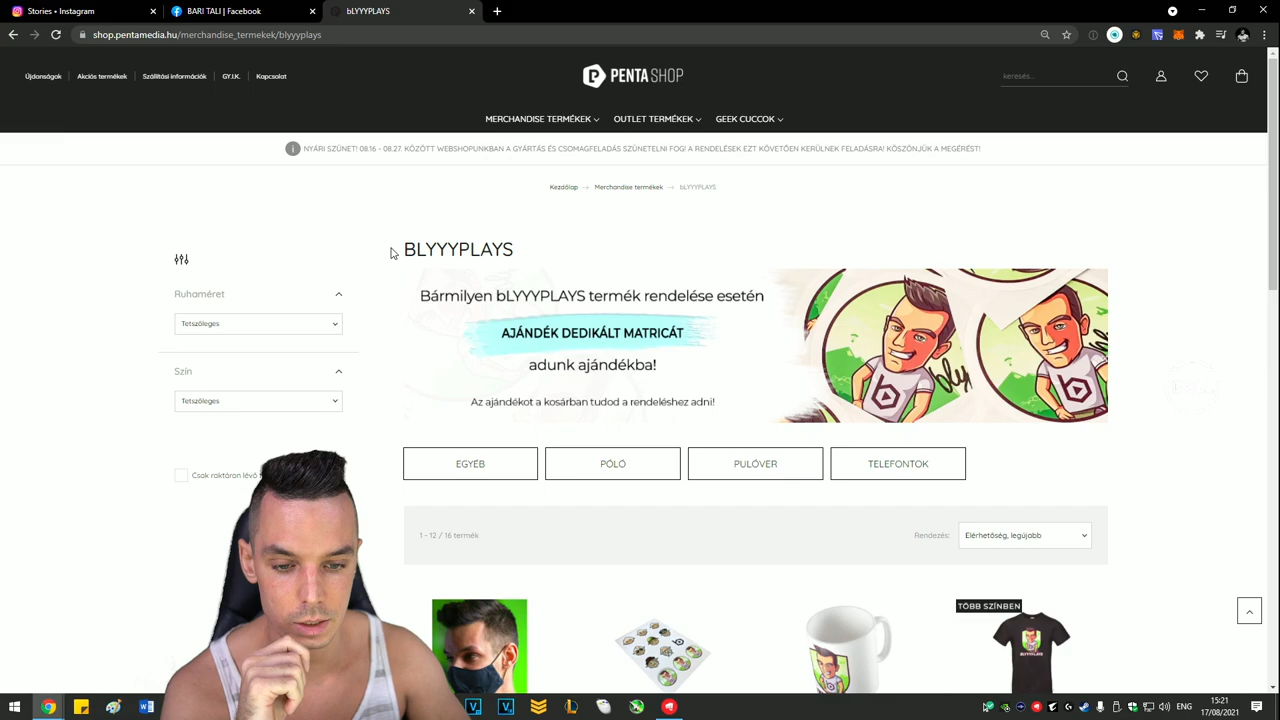 Stories • Instagram
Facebook
BÁRÁNY TALI
shop.pentamedia.hu/merchandise_termekek/blyyyplays
Újdonságok
Akciós termékek
Szállítási információk
GY.I.K.
Kapcsolat
PENTA SHOP
keresés...
MERCHANDISE TERMÉKEK
OUTLET TERMÉKEK
GEEK CUCCOK
NYÁRI SZÜNET! 08.16 - 08.27. KÖZÖTT WEBSHOPUNKBAN A GYÁRTÁS ÉS CSOMAGFELADÁS SZÜNETELNI FOG! A RENDELÉSEK EZT KÖVETŐEN KERÜLNEK FELADÁSRA! KÖSZÖNJÜK A MEGÉRTÉST!
Kezdőlap → Merchandise termékek → bLYYYPLAYS
BLYYYPLAYS
Ruhaméret
Tetszőleges
Szín
Tetszőleges
Csak raktáron lévő
Bármilyen bLYYYPLAYS termék rendelése esetén
AJÁNDÉK DEDIKÁLT MATRICÁT
adunk ajándékba!
Az ajándékot a kosárban tudod a rendeléshez adni!
EGYÉB
PÓLÓ
PULÓVER
TELEFONTOK
1 - 12 / 16 termék
Rendezés:
Elérhetőség, legújabb
TÖBB SZÍNBEN
BLYYYPLAYS
15:21
17/08/2021